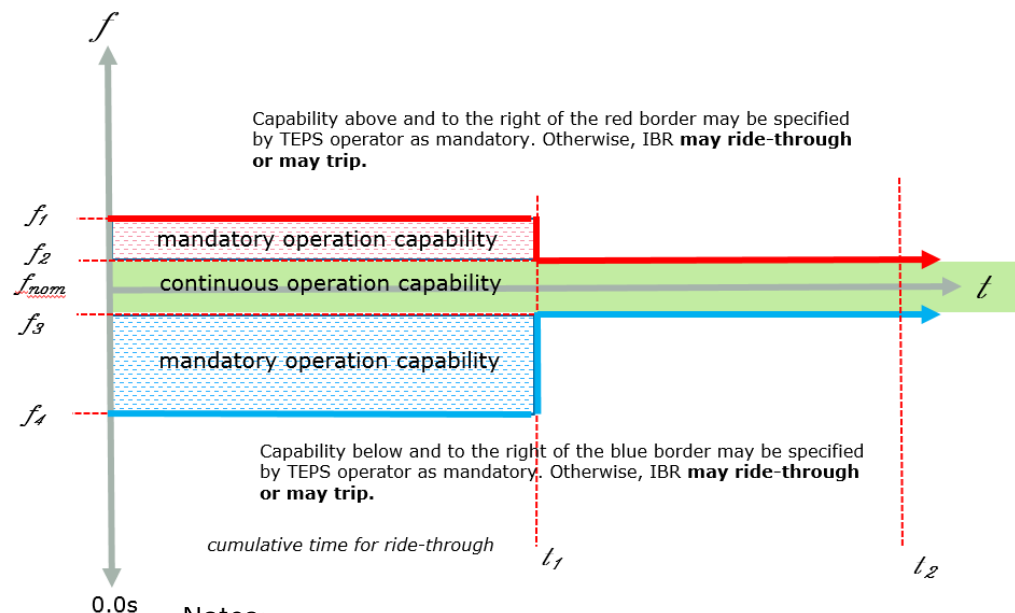 f
Capability above and to the right of the red border may be specified
by TEPS operator as mandatory. Otherwise, IBR may ride-through
or may trip.
f1
mandatory operation capability
f2
continuous operation capability
fnom
t
f3
mandatory operation capability
f4
Capability below and to the right of the blue border may be specified
by TEPS operator as mandatory. Otherwise, IBR may ride-through
or may trip.
cumulative time for ride-through
t1
t2
0.0s
Notes